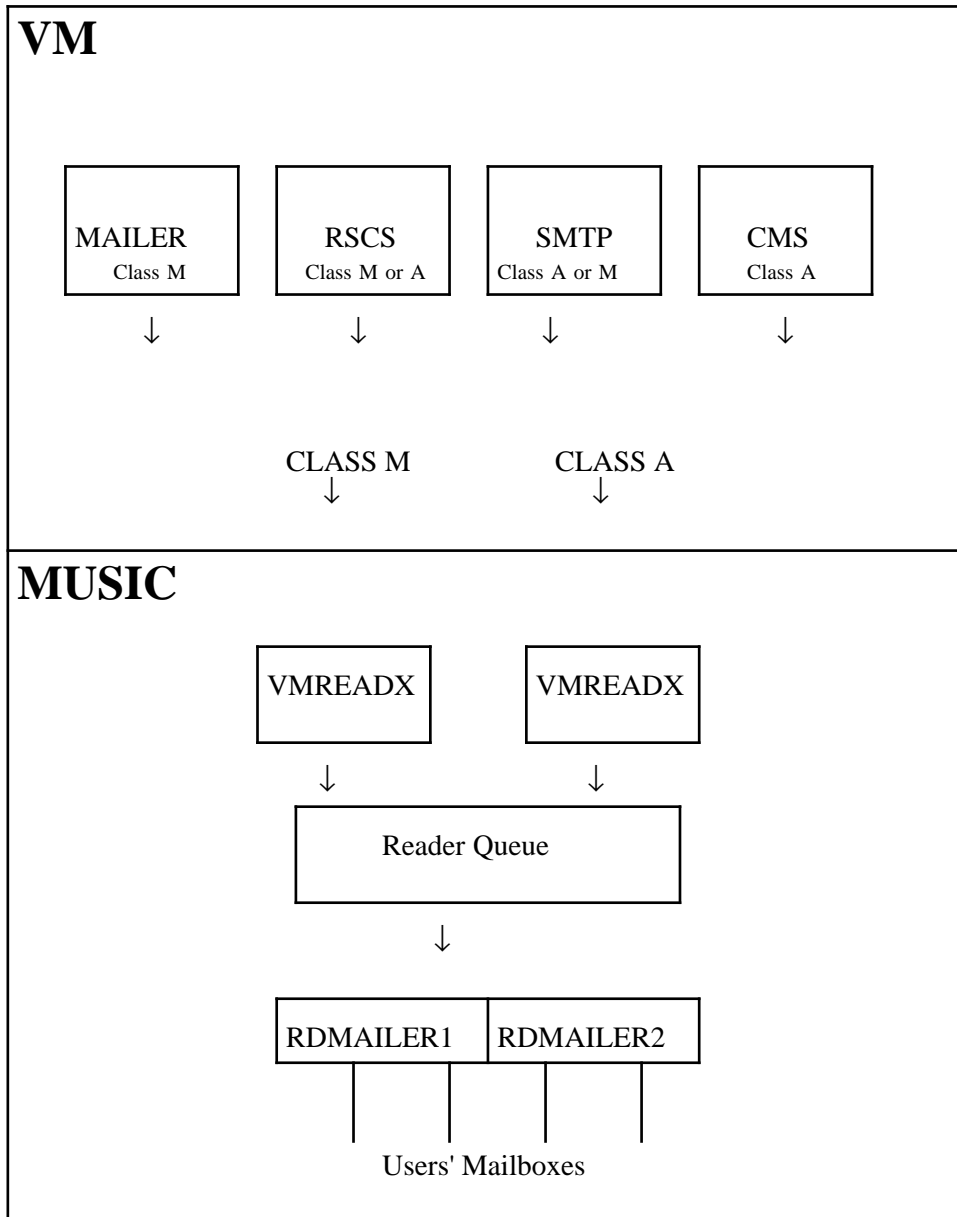 VM
MAILER RSCS SMTP CMS
Class M Class M or A Class A or M Class A
↓ ↓ ↓ ↓
CLASS M CLASS A
↓ ↓
MUSIC
VMREADX VMREADX
↓ ↓
Reader Queue
↓
RDMAILER1 RDMAILER2
Users' Mailboxes